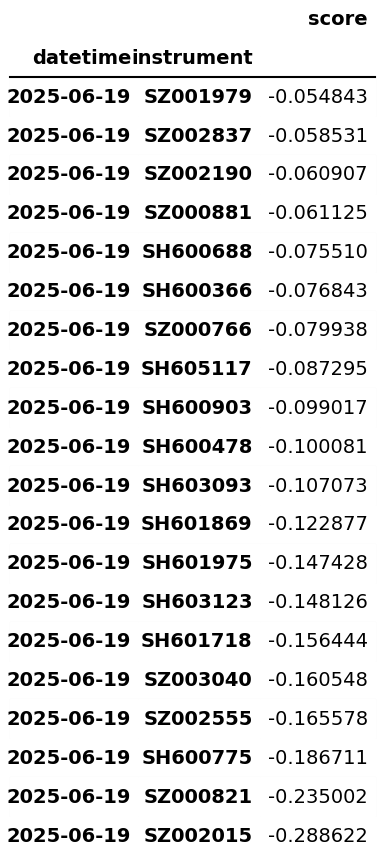 score
datetime instrument
2025-06-19 SZ001979 -0.054843
2025-06-19 SZ002837 -0.058531
2025-06-19 SZ002190 -0.060907
2025-06-19 SZ000881 -0.061125
2025-06-19 SH600688 -0.075510
2025-06-19 SH600366 -0.076843
2025-06-19 SZ000766 -0.079938
2025-06-19 SH605117 -0.087295
2025-06-19 SH600903 -0.099017
2025-06-19 SH600478 -0.100081
2025-06-19 SH603093 -0.107073
2025-06-19 SH601869 -0.122877
2025-06-19 SH601975 -0.147428
2025-06-19 SH603123 -0.148126
2025-06-19 SH601718 -0.156444
2025-06-19 SZ003040 -0.160548
2025-06-19 SZ002555 -0.165578
2025-06-19 SH600775 -0.186711
2025-06-19 SZ000821 -0.235002
2025-06-19 SZ002015 -0.288622